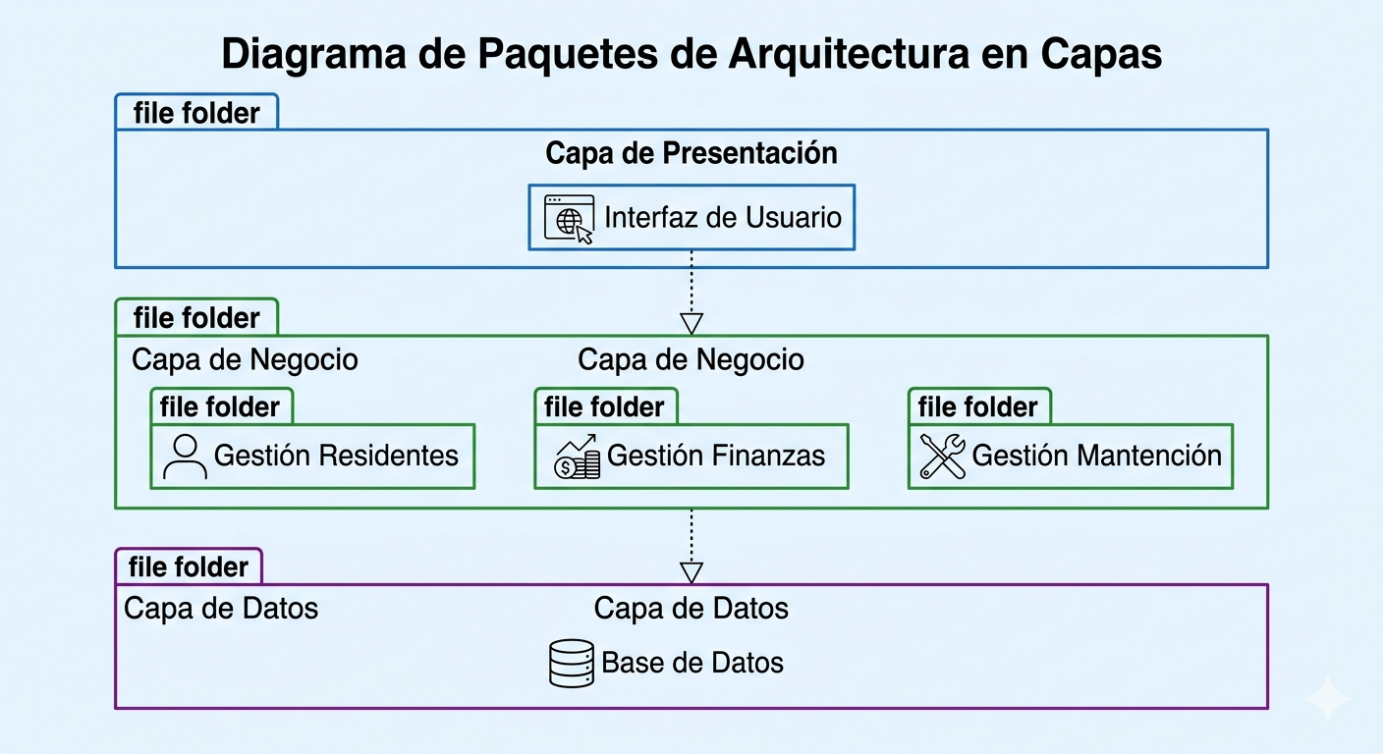 Diagrama de Paquetes de Arquitectura en Capas
file folder
Capa de Presentación
Interfaz de Usuario
file folder
Capa de Negocio
Capa de Negocio
file folder
file folder
file folder
Gestión Residentes
Gestión Finanzas
Gestión Mantención
file folder
Capa de Datos
Capa de Datos
Base de Datos